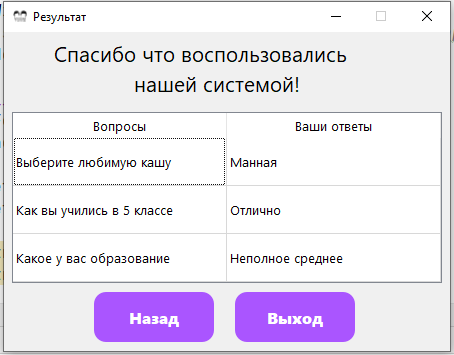 Результат
Спасибо что воспользовались
нашей системой!
Вопросы Ваши ответы
Выберите любимую кашу Манная
Как вы учились в 5 классе Отлично
Какое у вас образование Неполное среднее
Назад Выход